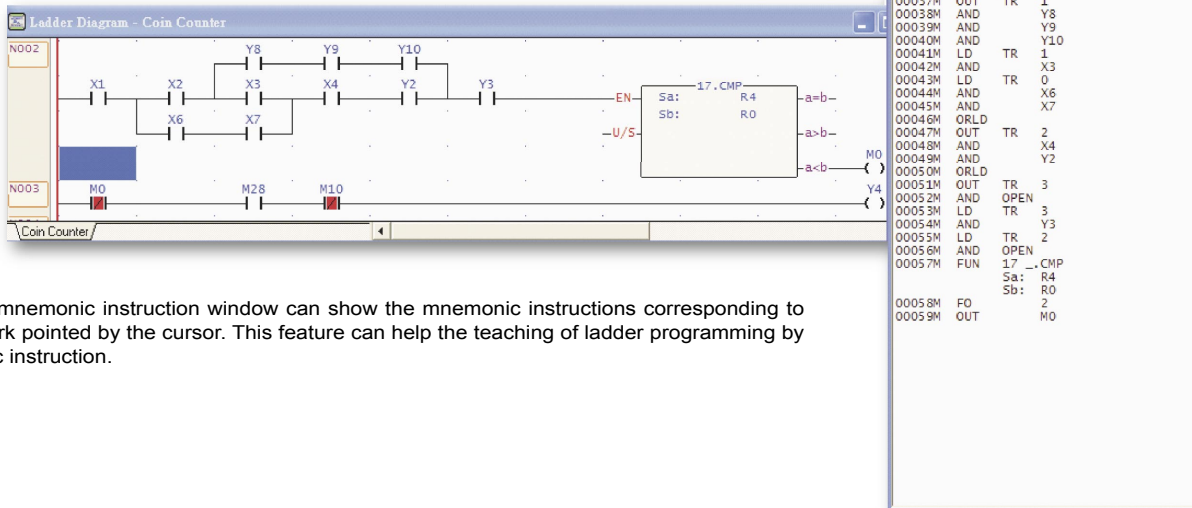 Ladder Diagram - Coin Counter
N002
Y8 Y9 Y10
X1 X2 X3 X4 Y2 Y3
X6 X7
17.CMP
EN Sa: R4 a=b
Sb: R0
U/S a>b
a<b M0
N003 M0 M28 M10 Y4
Coin Counter
mnemonic instruction window can show the mnemonic instructions corresponding to
rk pointed by the cursor. This feature can help the teaching of ladder programming by
c instruction.
00037M OUT TR 1
00038M AND Y8
00039M AND Y9
00040M AND Y10
00041M LD TR 1
00042M AND X3
00043M LD TR 0
00044M AND X6
00045M AND X7
00046M ORLD
00047M OUT TR 2
00048M AND X4
00049M AND Y2
00050M ORLD
00051M OUT TR 3
00052M AND OPEN
00053M LD TR 3
00054M AND Y3
00055M LD TR 2
00056M AND OPEN
00057M FUN 17 _.CMP
Sa: R4
Sb: R0
00058M FO 2
00059M OUT M0